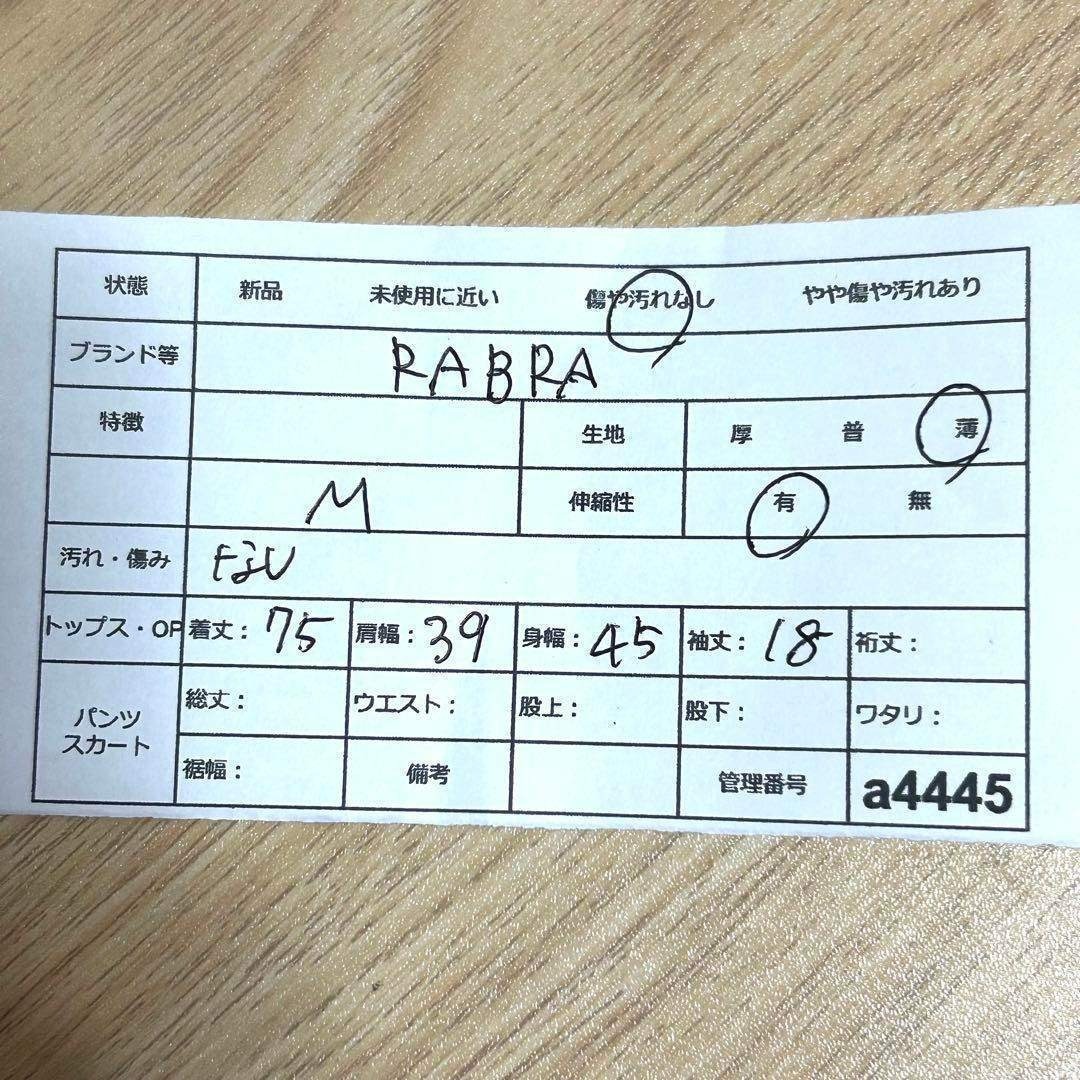 状態 新品 未使用に近い 傷や汚れなし やや傷や汚れあり
ブランド等 RABRA
特徴 生地 厚 普 薄
M 伸縮性 有 無
汚れ・傷み なし
トップス・OP 着丈：75 肩幅：39 身幅：45 袖丈：18 裄丈：
パンツ スカート 総丈： ウエスト： 股上： 股下： ワタリ：
裾幅： 備考 管理番号 a4445